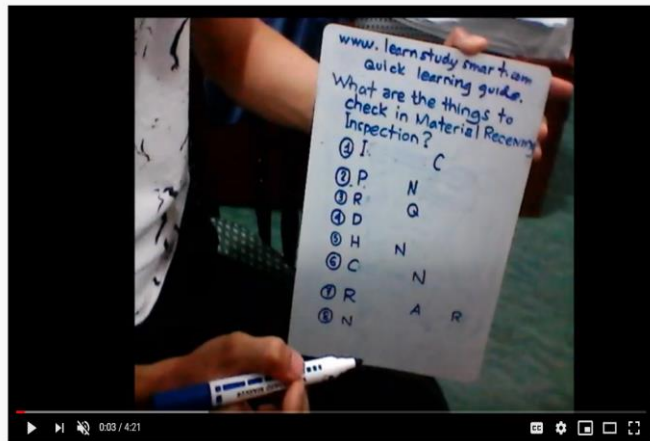 www.learnstudysmart.com
Quick learning guide.
What are the things to
check in Material Receiving
Inspection?
① I. C
② P. N
③ R Q
④ D
⑤ H N
⑥ C N
⑦ R A R
⑧ N
0:03 / 4:21
CC